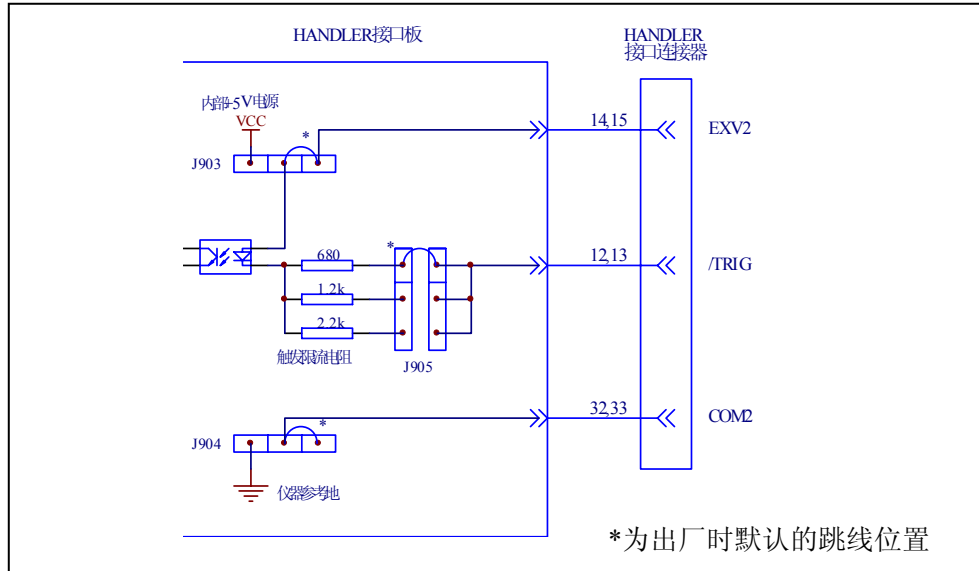 HANDLER接口板
HANDLER
接口连接器
内部+5V电源
VCC
*
14,15
EXV2
J903
680
*
12,13
/TRIG
1.2k
2.2k
触发限流电阻
J905
32,33
COM2
J904
*
仪器参考地
*为出厂时默认的跳线位置